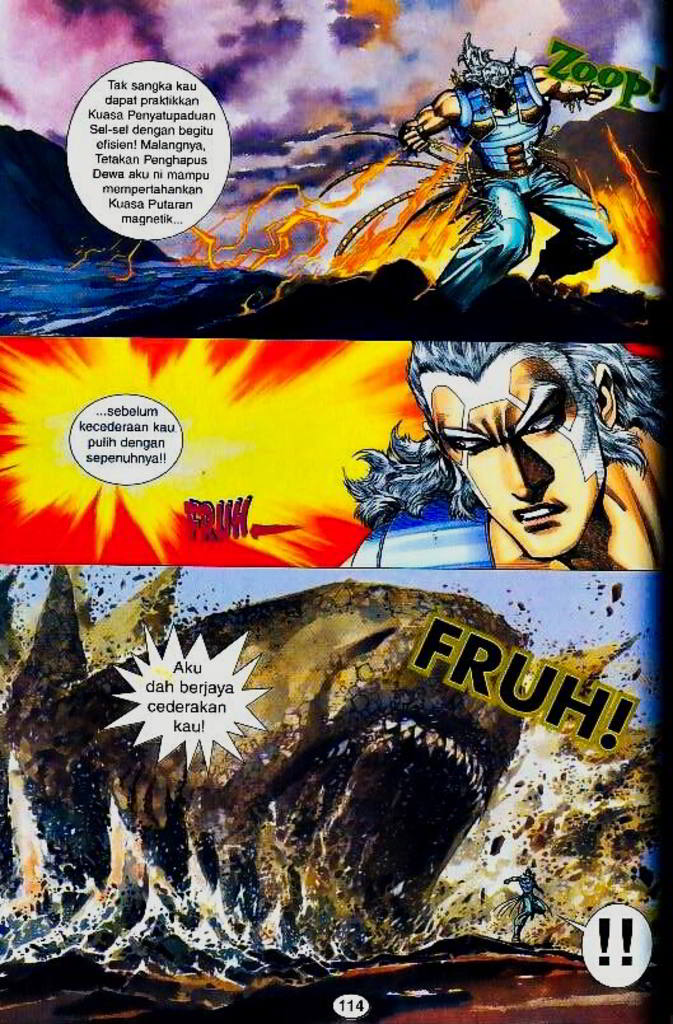 Zoop!
Tak sangka kau
dapat praktikkan
Kuasa Penyatupaduan
Sel-sel dengan begitu
efisien! Malangnya,
Tetakan Penghapus
Dewa aku ni mampu
mempertahankan
Kuasa Putaran
magnetik...
...sebelum
kecederaan kau
pulih dengan
sepenuhnya!!
FRUH
Aku
dah berjaya
cederakan
kau!
FRUH!
!!
114